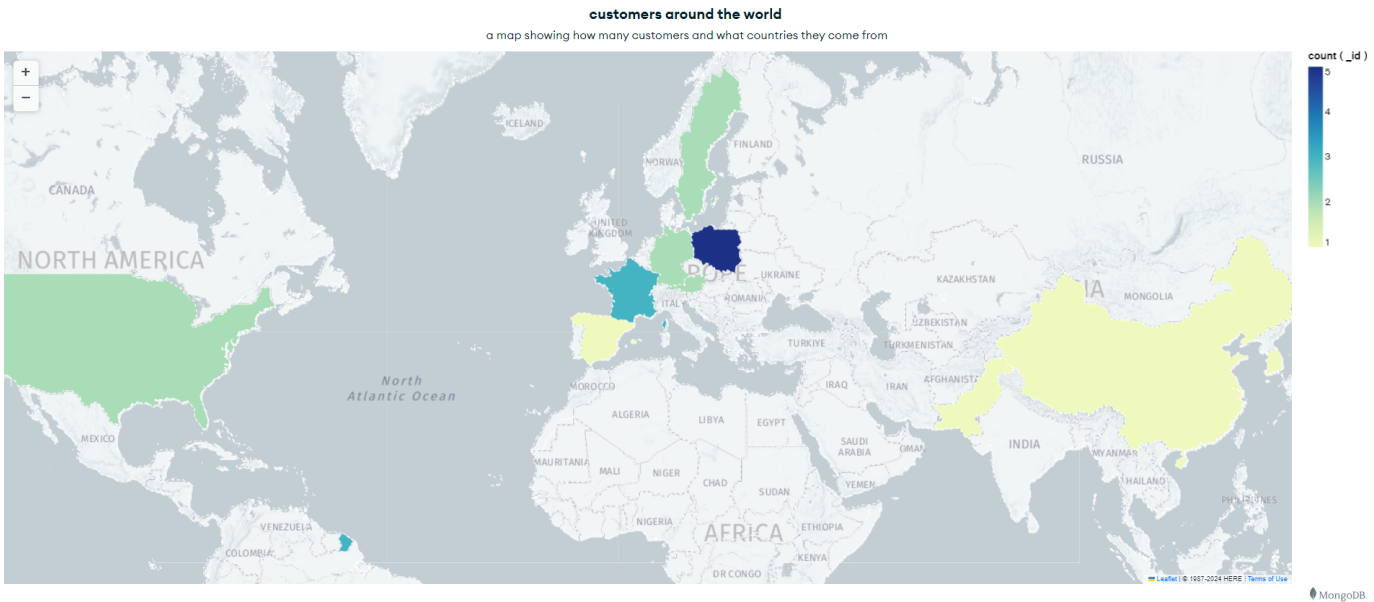 customers around the world
a map showing how many customers and what countries they come from
count ( _id )
5
4
3
2
1
+
−
ICELAND
FINLAND
NORWAY
RUSSIA
CANADA
UNITED
KINGDOM
NORTH AMERICA
ROPE
UKRAINE
KAZAKHSTAN
IA
MONGOLIA
ITALY
ROMANIA
UZBEKISTAN
TÜRKIYE
TURKMENISTAN
North
Atlantic Ocean
MOROCCO
IRAQ
IRAN
AFGHANIST
ALGERIA
LIBYA
EGYPT
MEXICO
SAUDI
ARABIA
OMAN
INDIA
MYANMAR
MAURITANIA
MALI
NIGER
CHAD
SUDAN
YEMEN
THAILAND
PHILIPPINES
VENEZUELA
NIGERIA
AFRICA
ETHIOPIA
COLOMBIA
KENYA
DR CONGO
Leaflet | © 1987-2024 HERE | Terms of Use
MongoDB